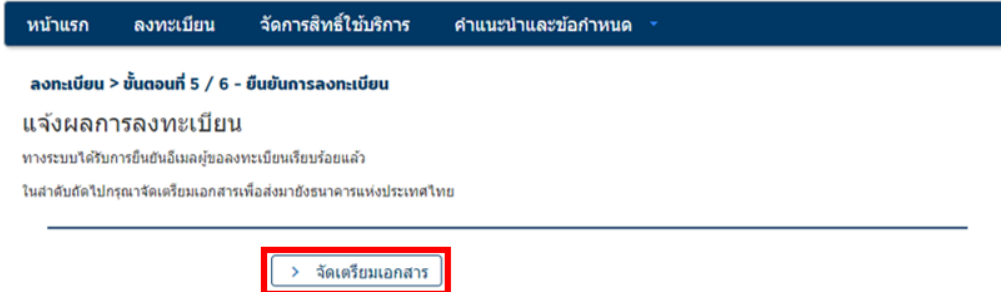 หน้าแรก ลงทะเบียน จัดการสิทธิ์ใช้บริการ คำแนะนำและข้อกำหนด
ลงทะเบียน > ขั้นตอนที่ 5 / 6 - ยืนยันการลงทะเบียน
แจ้งผลการลงทะเบียน
ทางระบบได้รับการยืนยันอีเมลผู้ขอลงทะเบียนเรียบร้อยแล้ว
ในลำดับถัดไปกรุณาจัดเตรียมเอกสารเพื่อส่งมายังธนาคารแห่งประเทศไทย
> จัดเตรียมเอกสาร